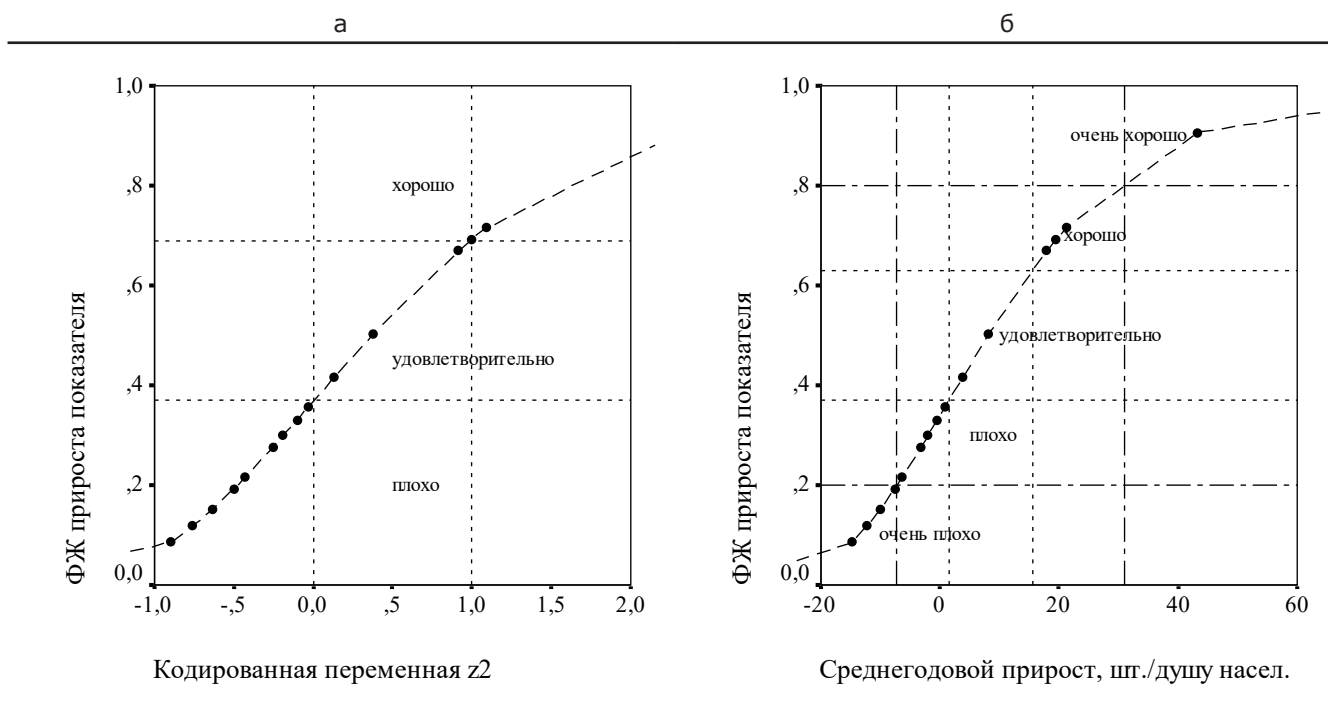 а
б
ФЖ прироста показателя
1,0
,8
,6
,4
,2
0,0
хорошо
удовлетворительно
плохо
-1,0 -,5 0,0 ,5 1,0 1,5 2,0
Кодированная переменная z2
ФЖ прироста показателя
1,0
,8
,6
,4
,2
0,0
очень хорошо
хорошо
удовлетворительно
плохо
очень плохо
-20 0 20 40 60
Среднегодовой прирост, шт./душу насел.